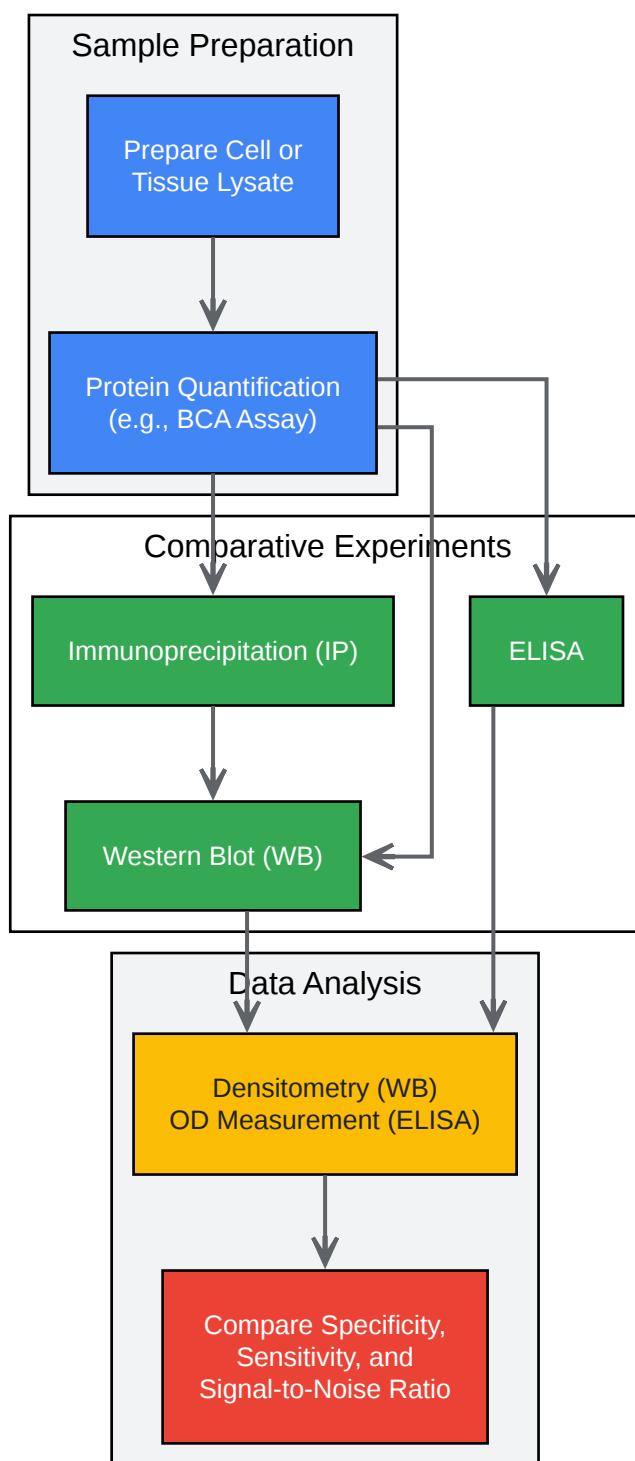 Sample Preparation
Prepare Cell or
Tissue Lysate
Protein Quantification
(e.g., BCA Assay)
Comparative Experiments
Immunoprecipitation (IP)
ELISA
Western Blot (WB)
Data Analysis
Densitometry (WB)
OD Measurement (ELISA)
Compare Specificity,
Sensitivity, and
Signal-to-Noise Ratio